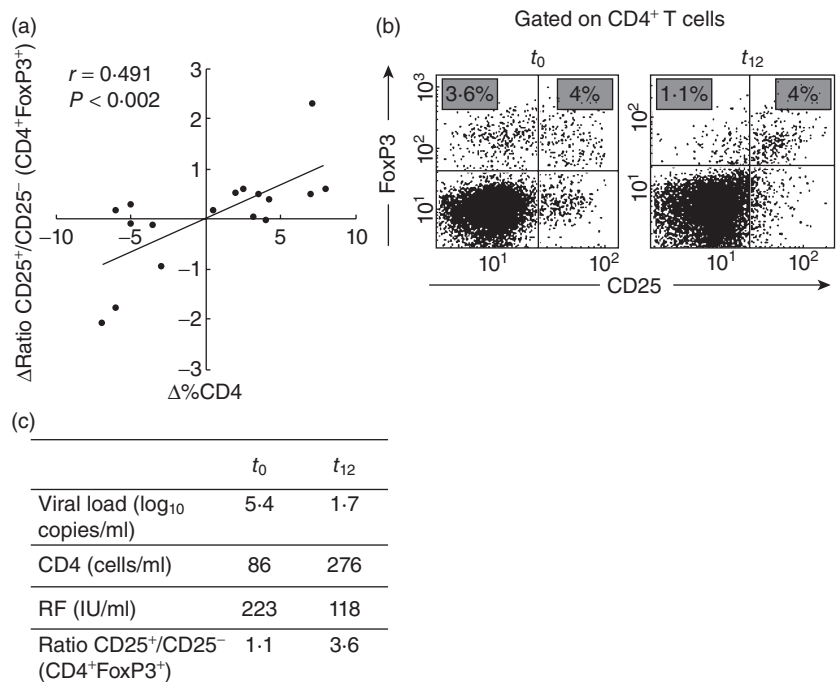 (a)
r = 0·491
P < 0·002
ΔRatio CD25⁺/CD25⁻ (CD4⁺FoxP3⁺)
3
2
1
0
−10
−5
0
5
10
−1
−2
−3
Δ%CD4
(b)
Gated on CD4⁺ T cells
t₀
t₁₂
FoxP3
10³
10²
10¹
3·6%
4%
10¹
10²
10²
10¹
1·1%
4%
10¹
10²
CD25
(c)
t₀ t₁₂
Viral load (log₁₀ 5·4 1·7
copies/ml)
CD4 (cells/ml) 86 276
RF (IU/ml) 223 118
Ratio CD25⁺/CD25⁻ 1·1 3·6
(CD4⁺FoxP3⁺)